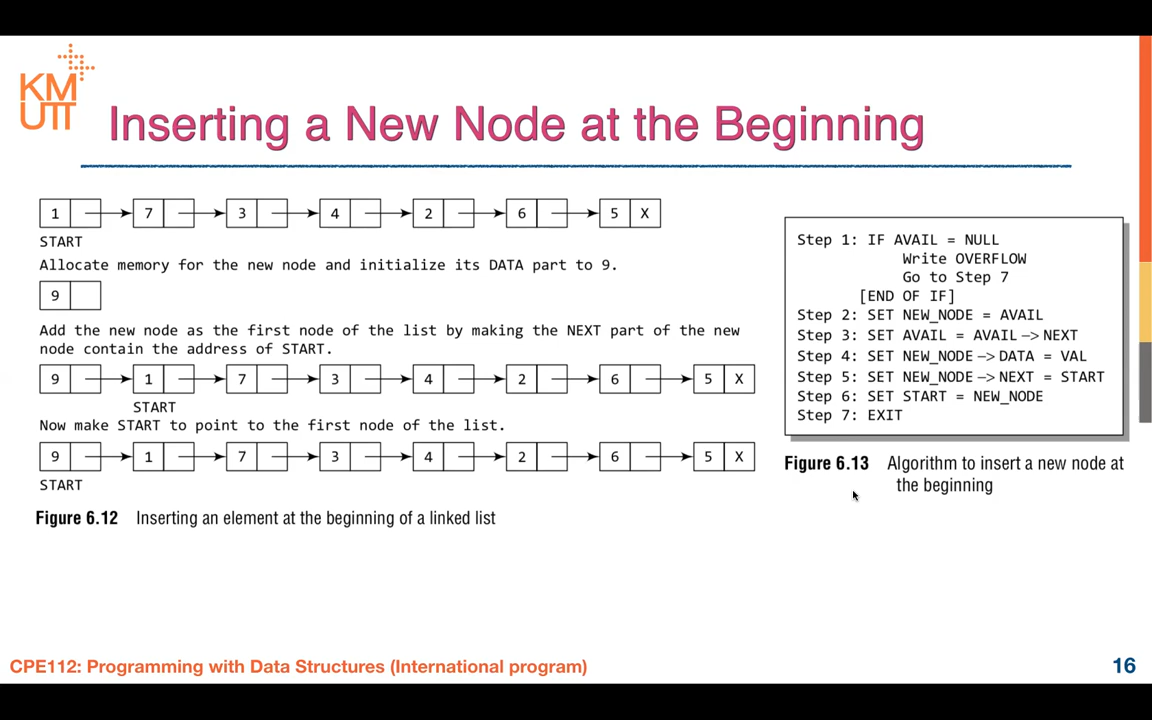 KM
UTT
Inserting a New Node at the Beginning
1 7 3 4 2 6 5 X
START
Allocate memory for the new node and initialize its DATA part to 9.
9
Add the new node as the first node of the list by making the NEXT part of the new
node contain the address of START.
9 1 7 3 4 2 6 5 X
START
Now make START to point to the first node of the list.
9 1 7 3 4 2 6 5 X
START
Figure 6.12 Inserting an element at the beginning of a linked list
Step 1: IF AVAIL = NULL
Write OVERFLOW
Go to Step 7
[END OF IF]
Step 2: SET NEW_NODE = AVAIL
Step 3: SET AVAIL = AVAIL -> NEXT
Step 4: SET NEW_NODE -> DATA = VAL
Step 5: SET NEW_NODE -> NEXT = START
Step 6: SET START = NEW_NODE
Step 7: EXIT
Figure 6.13 Algorithm to insert a new node at
the beginning
CPE112: Programming with Data Structures (International program)
16